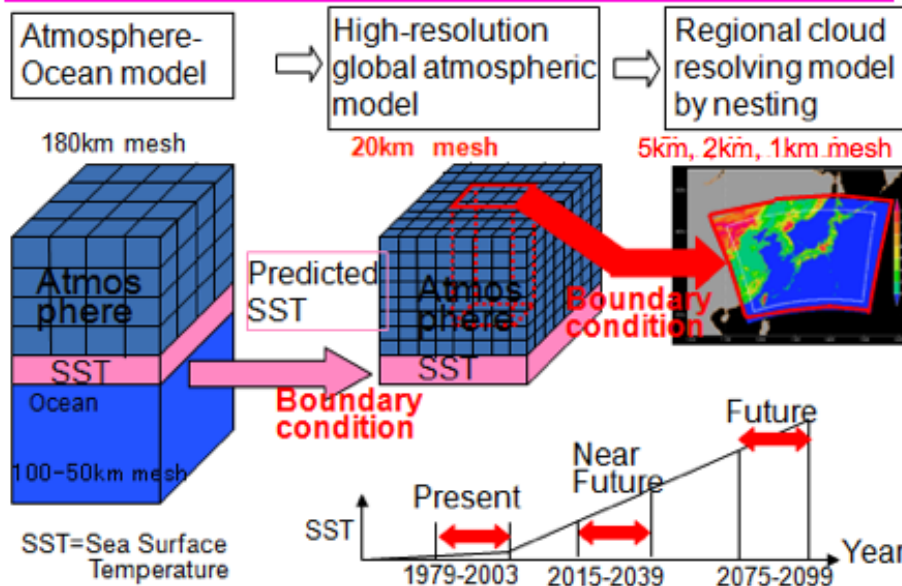 Atmosphere-
Ocean model
High-resolution
global atmospheric
model
Regional cloud
resolving model
by nesting
180km mesh
20km mesh
5km, 2km, 1km mesh
Atmos
phere
Predicted
SST
Atmos
phere
Boundary
condition
SST
SST
Ocean
Boundary
condition
100-50km mesh
Future
Near
Future
Present
SST
Year
SST=Sea Surface
Temperature
1979-2003
2015-2039
2075-2099